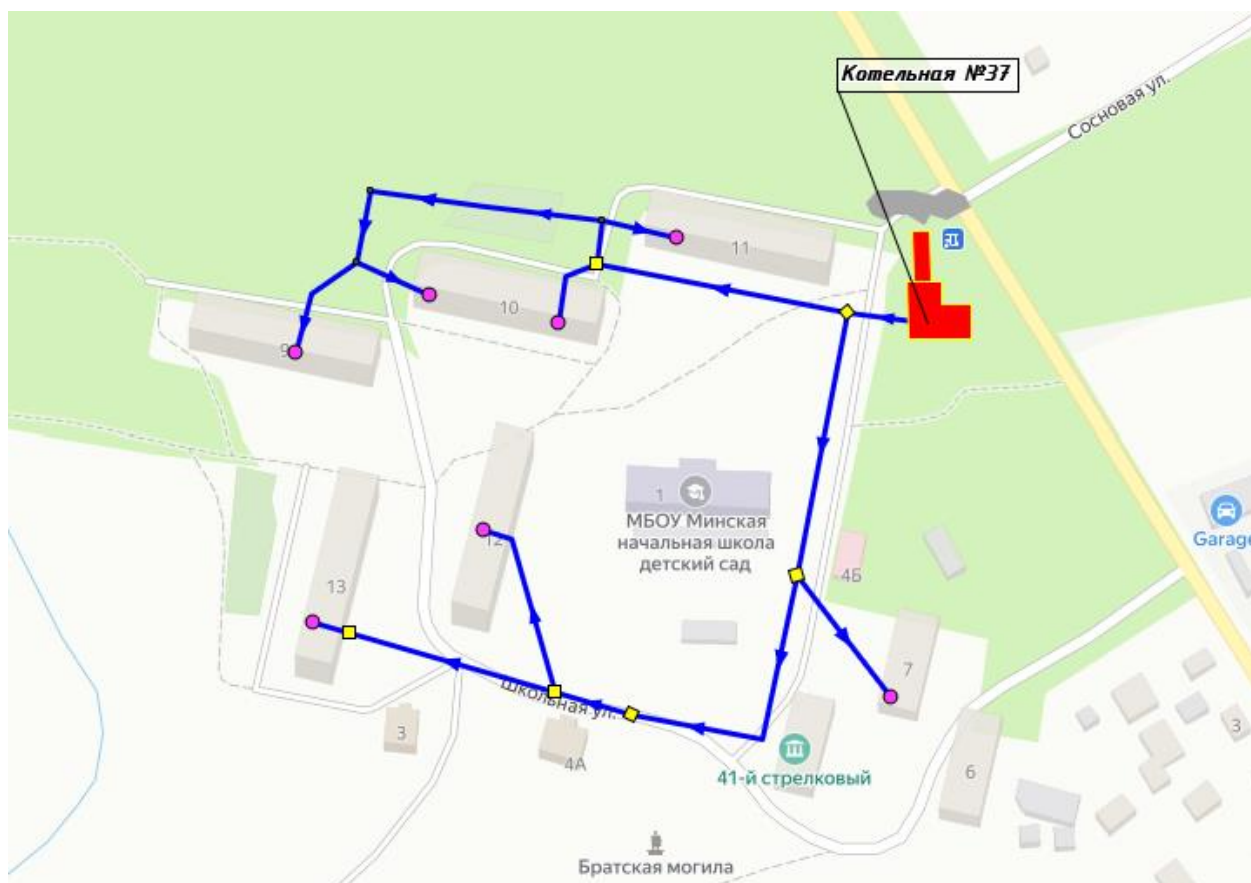 Котельная №37
Сосновая ул.
11
10
9
1
МБОУ Минская
начальная школа
детский сад
12
13
4Б
Garage
7
Школьная ул.
3
4А
41-й стрелковый
6
3
Братская могила